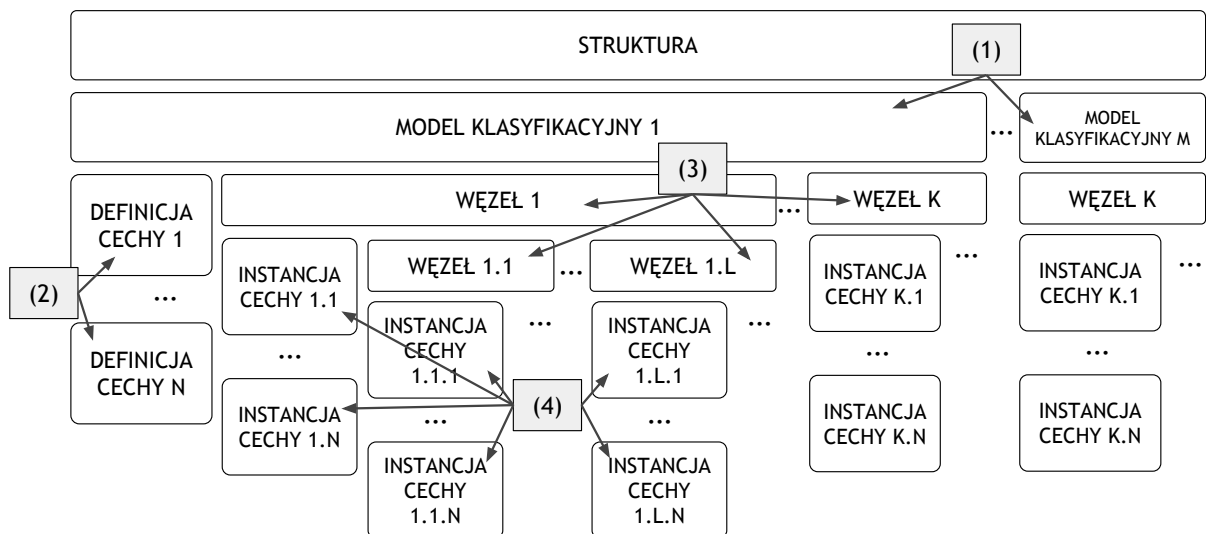 STRUKTURA
(1)
MODEL KLASYFIKACYJNY 1
...
MODEL
KLASYFIKACYJNY M
(3)
DEFINICJA
CECHY 1
WĘZEŁ 1
...
WĘZEŁ K
WĘZEŁ K
INSTANCJA
CECHY 1.1
WĘZEŁ 1.1
...
WĘZEŁ 1.L
INSTANCJA
CECHY K.1
...
INSTANCJA
CECHY K.1
...
(2)
...
DEFINICJA
CECHY N
INSTANCJA
CECHY
1.1.1
...
INSTANCJA
CECHY
1.L.1
...
...
...
...
INSTANCJA
CECHY 1.N
...
(4)
...
INSTANCJA
CECHY K.N
INSTANCJA
CECHY K.N
INSTANCJA
CECHY
1.1.N
INSTANCJA
CECHY
1.L.N